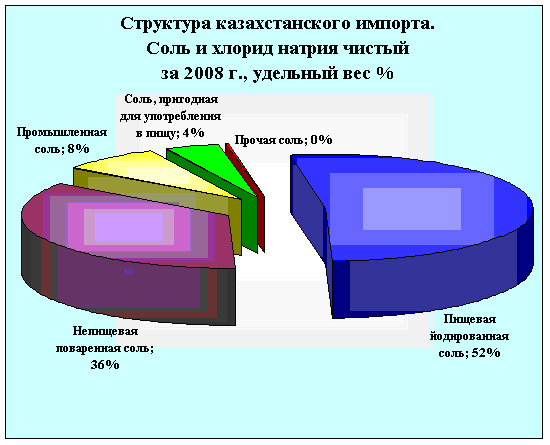 Структура казахстанского импорта.
Соль и хлорид натрия чистый
за 2008 г., удельный вес %
Соль, пригодная
для употребления
в пищу; 4%
Прочая соль; 0%
Промышленная
соль; 8%
Непищевая
поваренная соль;
36%
Пищевая
йодированная
соль; 52%